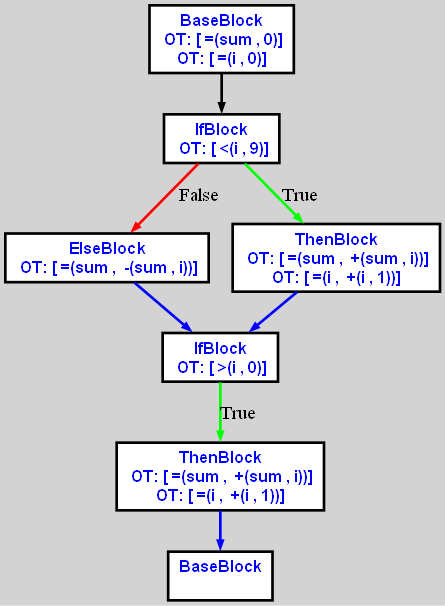 BaseBlock
OT: [ =(sum , 0)]
OT: [ =(i , 0)]
IfBlock
OT: [ <(i , 9)]
False
True
ElseBlock
OT: [ =(sum , -(sum , i))]
ThenBlock
OT: [ =(sum , +(sum , i))]
OT: [ =(i , +(i , 1))]
IfBlock
OT: [ >(i , 0)]
True
ThenBlock
OT: [ =(sum , +(sum , i))]
OT: [ =(i , +(i , 1))]
BaseBlock